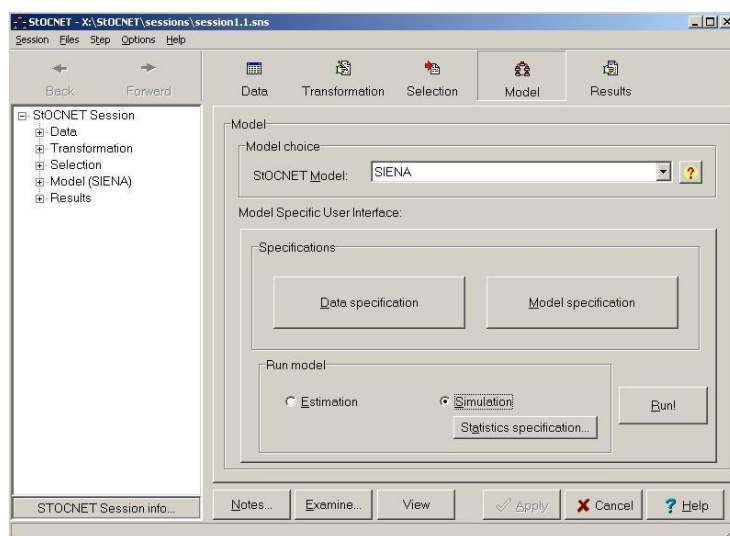 StOCNET - X:\StOCNET\sessions\session1.1.sns
Session Files Step Options Help
Back Forward Data Transformation Selection Model Results
StOCNET Session
Data
Transformation
Selection
Model (SIENA)
Results
STOCNET Session info...
Model
Model choice
StOCNET Model: SIENA ?
Model Specific User Interface:
Specifications
Data specification Model specification
Run model
Estimation Simulation
Statistics specification...
Run!
Notes... Examine... View Apply Cancel ? Help